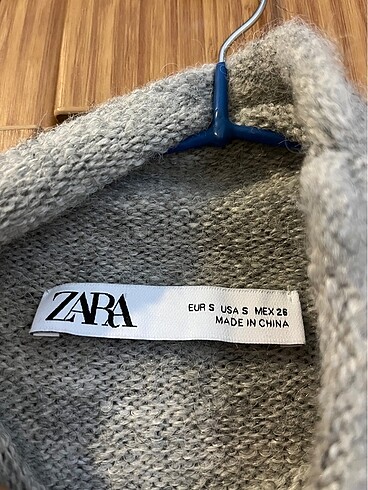 ZARA
EUR S USA S MEX 26
MADE IN CHINA